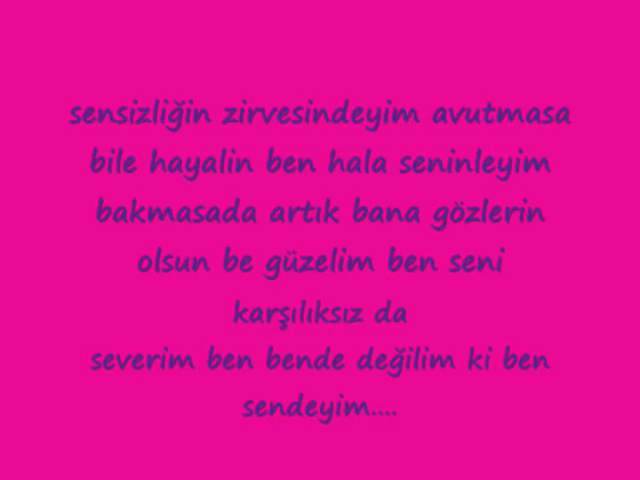 sensizliğin zirvesindeyim avutmasa
bile hayalin ben hala seninleyim
bakmasada artık bana gözlerin
olsun be güzelim ben seni
karşılıksız da
severim ben bende değilim ki ben
sendeyim....